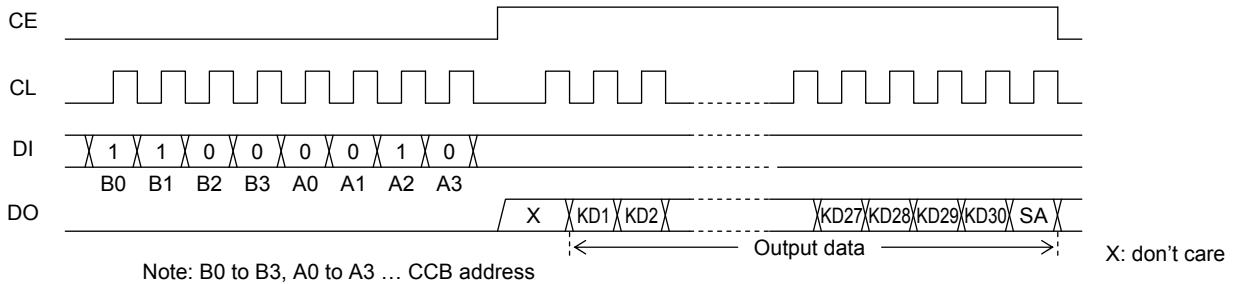 CE
CL
DI 1 1 0 0 0 0 1 0
B0 B1 B2 B3 A0 A1 A2 A3
DO X KD1 KD2 KD27 KD28 KD29 KD30 SA
Output data
X: don't care
Note: B0 to B3, A0 to A3 … CCB address